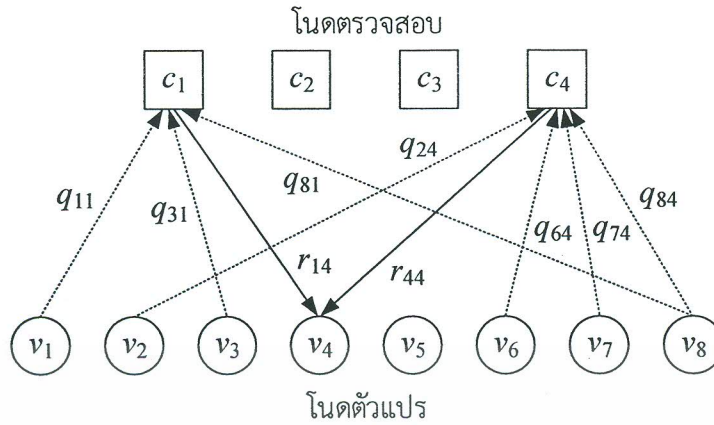 โนดตรวจสอบ
c₁ c₂ c₃ c₄
q₂₄
q₁₁ q₃₁ q₈₁ q₆₄ q₇₄ q₈₄
r₁₄ r₄₄
v₁ v₂ v₃ v₄ v₅ v₆ v₇ v₈
โนดตัวแปร